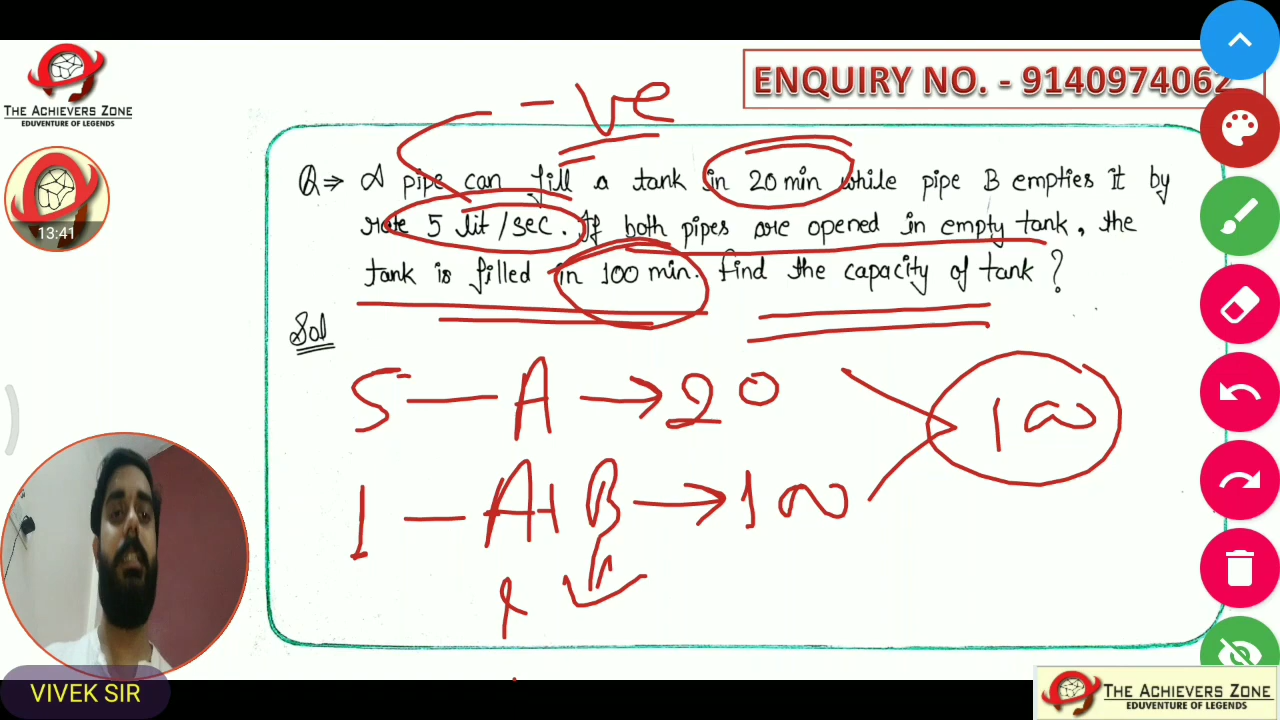 THE ACHIEVERS ZONE
EDUVENTURE OF LEGENDS
ENQUIRY NO. - 9140974062
-ve
Q⇒ A pipe can fill a tank in 20 min while pipe B empties it by
rate 5 lit/sec. If both pipes are opened in empty tank, the
tank is filled in 100 min. Find the capacity of tank?
13:41
Sol
5 — A → 20
100
1 — A+B → 100
VIVEK SIR
THE ACHIEVERS ZONE
EDUVENTURE OF LEGENDS